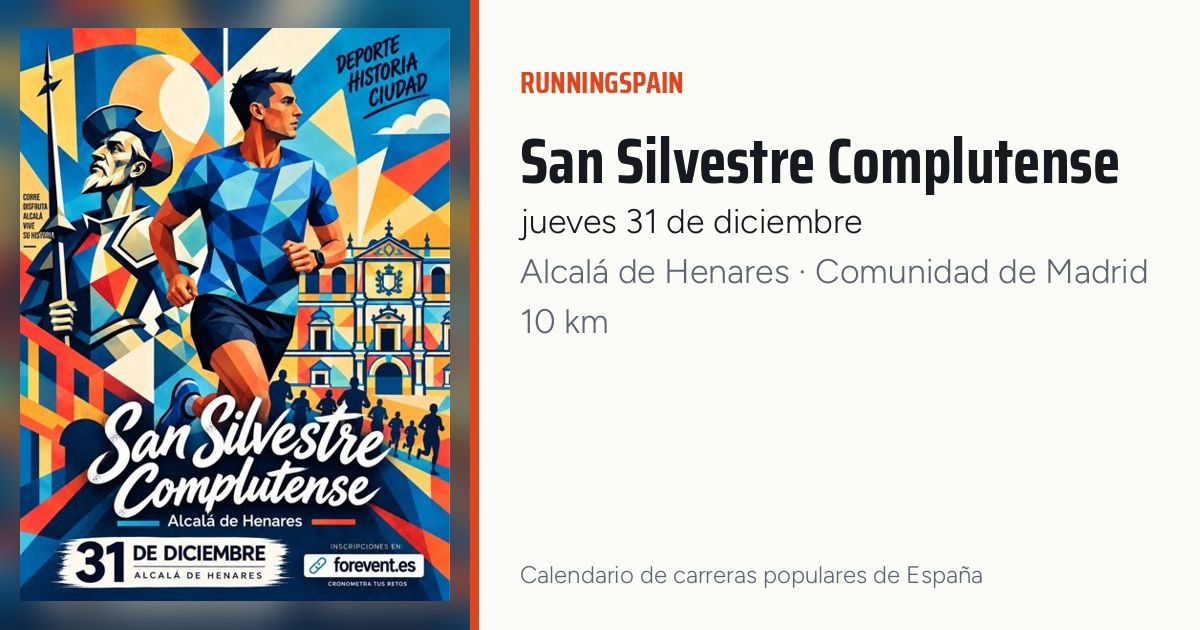 DEPORTE
HISTORIA
CIUDAD
CORRE
DISFRUTA
ALCALÁ
VIVE
SU HISTORIA
San Silvestre
Complutense
Alcalá de Henares
31 DE DICIEMBRE
ALCALÁ DE HENARES
INSCRIPCIONES EN:
forevent.es
CRONOMETRA TUS RETOS
RUNNINGSPAIN
San Silvestre Complutense
jueves 31 de diciembre
Alcalá de Henares · Comunidad de Madrid
10 km
Calendario de carreras populares de España